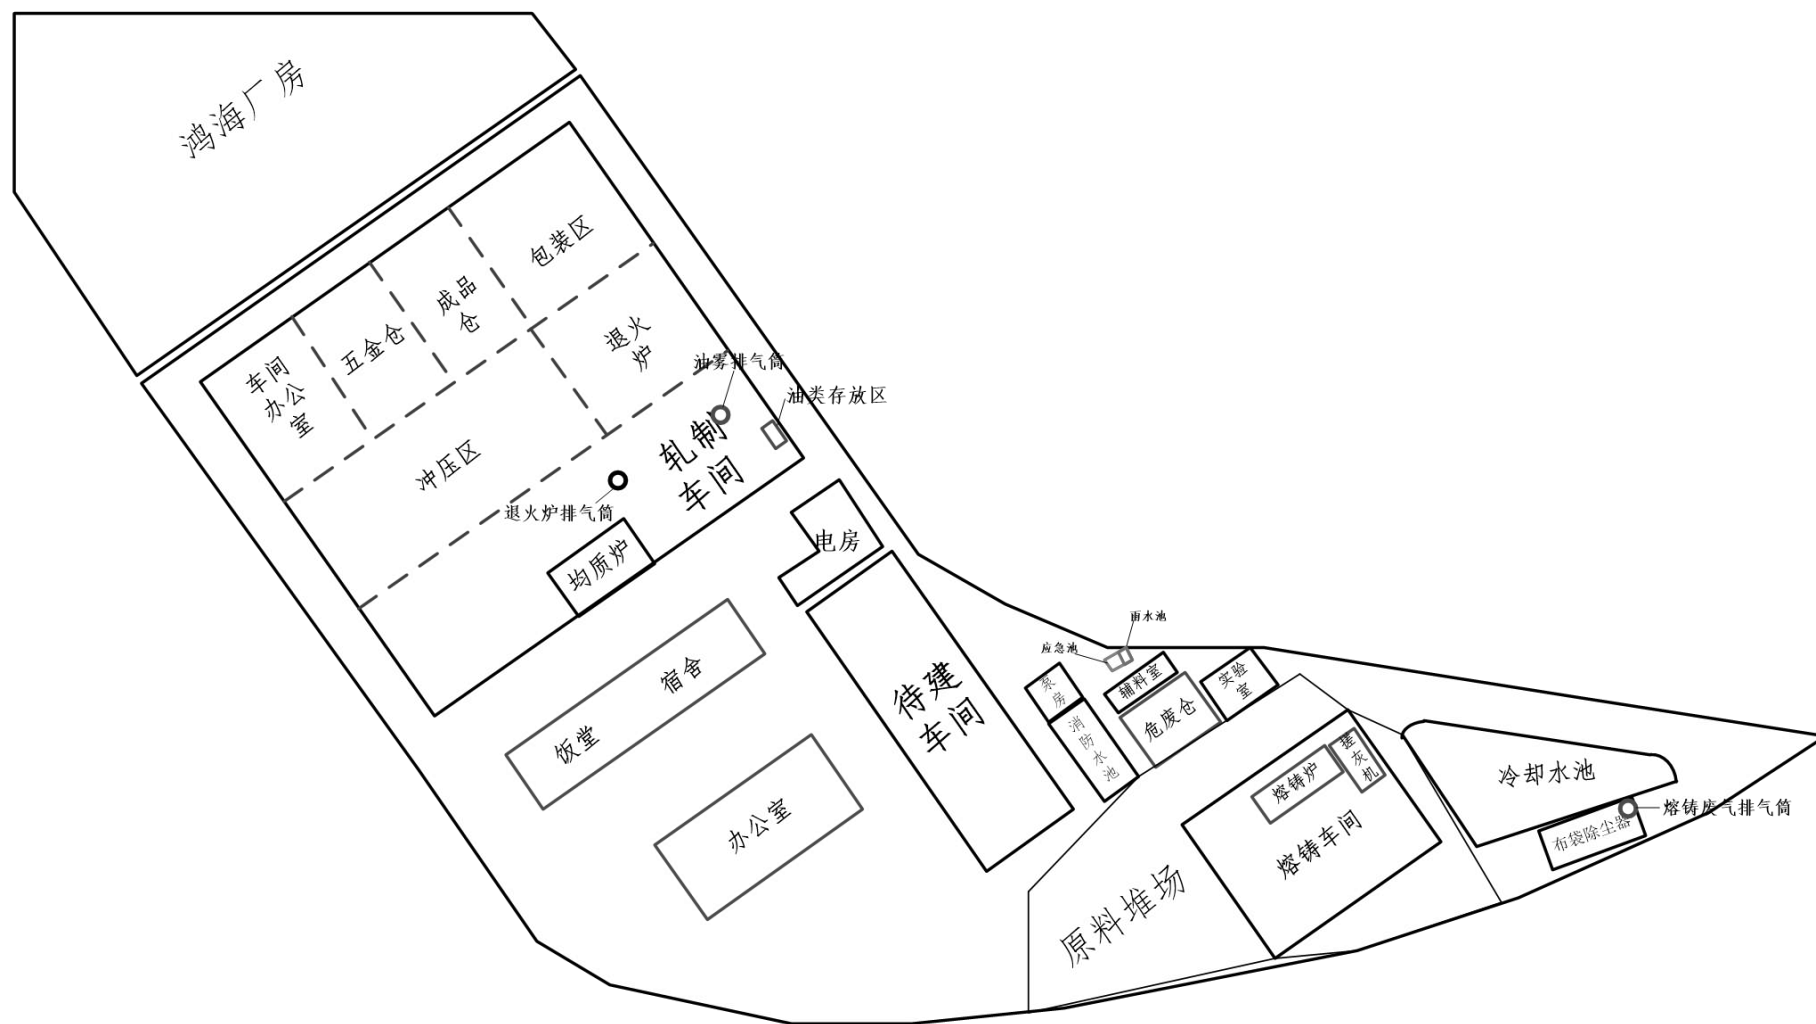 鸿海厂房
包装区
成品
仓
五金仓
车间
办公
室
退火
炉
油雾排气筒
油类存放区
冲压区
轧制
车间
退火炉排气筒
均质炉
电房
宿舍
饭堂
办公室
待建
车间
雨水池
应急池
泵
房
消
防
水
池
辅料室
危废仓
实验
室
搓
灰
机
熔铸炉
熔铸车间
原料堆场
冷却水池
熔铸废气排气筒
布袋除尘器